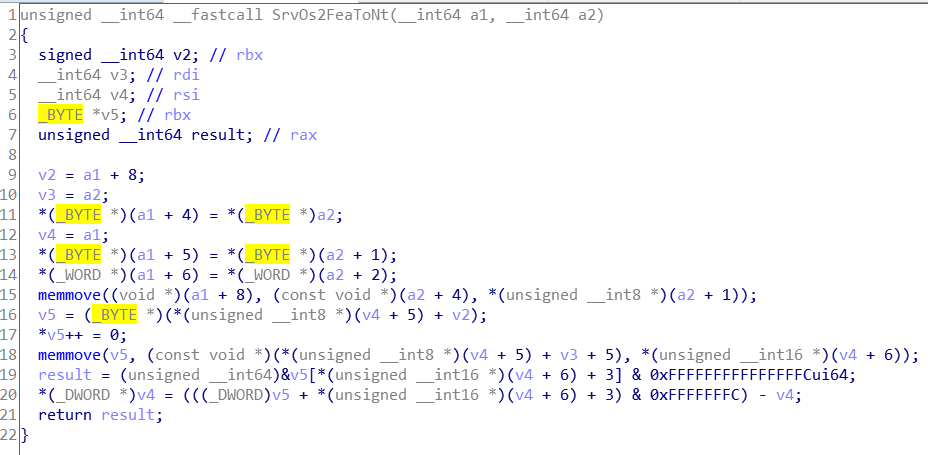 1 unsigned __int64 __fastcall SrvOs2FeaToNt(__int64 a1, __int64 a2)
2 {
3 signed __int64 v2; // rbx
4 __int64 v3; // rdi
5 __int64 v4; // rsi
6 _BYTE *v5; // rbx
7 unsigned __int64 result; // rax
8
9 v2 = a1 + 8;
10 v3 = a2;
11 *(_BYTE *)(a1 + 4) = *(_BYTE *)a2;
12 v4 = a1;
13 *(_BYTE *)(a1 + 5) = *(_BYTE *)(a2 + 1);
14 *(_WORD *)(a1 + 6) = *(_WORD *)(a2 + 2);
15 memmove((void *)(a1 + 8), (const void *)(a2 + 4), *(unsigned __int8 *)(a2 + 1));
16 v5 = (_BYTE *)(*(unsigned __int8 *)(v4 + 5) + v2);
17 *v5++ = 0;
18 memmove(v5, (const void *)(*(unsigned __int8 *)(v4 + 5) + v3 + 5), *(unsigned __int16 *)(v4 + 6));
19 result = (unsigned __int64)&v5[*(unsigned __int16 *)(v4 + 6) + 3] & 0xFFFFFFFFFFFFFFFCui64;
20 *(_DWORD *)v4 = (((_DWORD)v5 + *(unsigned __int16 *)(v4 + 6) + 3) & 0xFFFFFFFC) - v4;
21 return result;
22 }